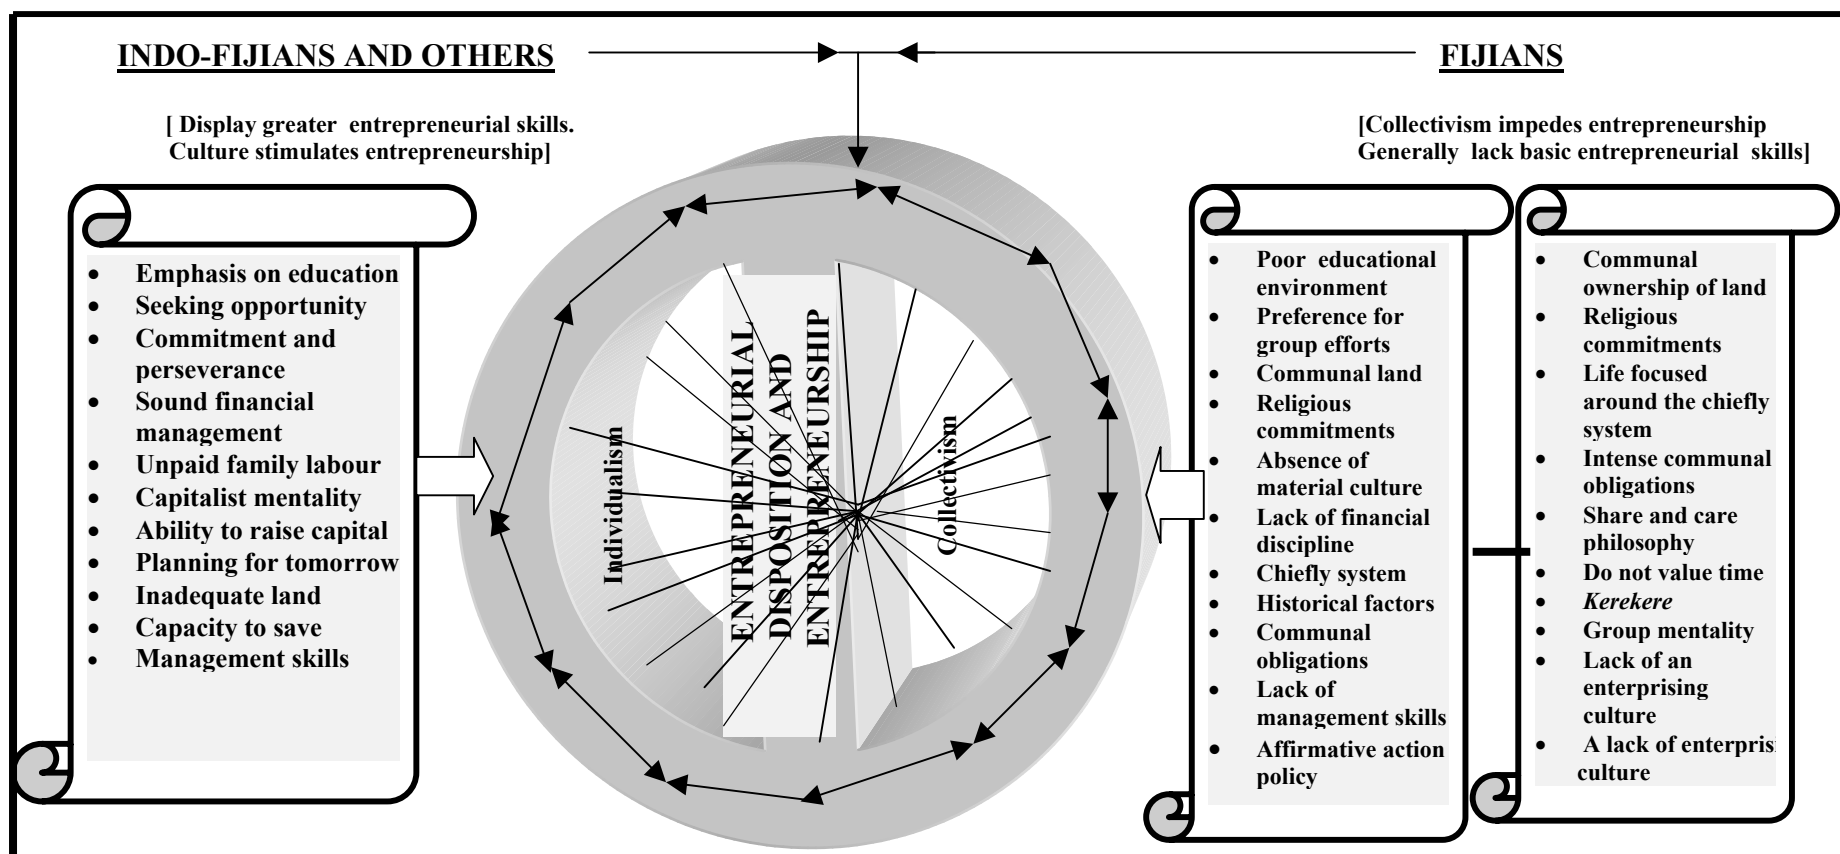 INDO-FIJIANS AND OTHERS
FIJIANS
[ Display greater entrepreneurial skills.
Culture stimulates entrepreneurship]
[Collectivism impedes entrepreneurship
Generally lack basic entrepreneurial skills]
• Emphasis on education
• Seeking opportunity
• Commitment and
perseverance
• Sound financial
management
• Unpaid family labour
• Capitalist mentality
• Ability to raise capital
• Planning for tomorrow
• Inadequate land
• Capacity to save
• Management skills
Individualism
ENTREPRENEURIAL
DISPOSITION AND
ENTREPRENEURSHIP
Collectivism
• Poor educational
environment
• Preference for
group efforts
• Communal land
• Religious
commitments
• Absence of
material culture
• Lack of financial
discipline
• Chiefly system
• Historical factors
• Communal
obligations
• Lack of
management skills
• Affirmative action
policy
• Communal
ownership of land
• Religious
commitments
• Life focused
around the chiefly
system
• Intense communal
obligations
• Share and care
philosophy
• Do not value time
• Kerekere
• Group mentality
• Lack of an
enterprising
culture
• A lack of enterpris
culture